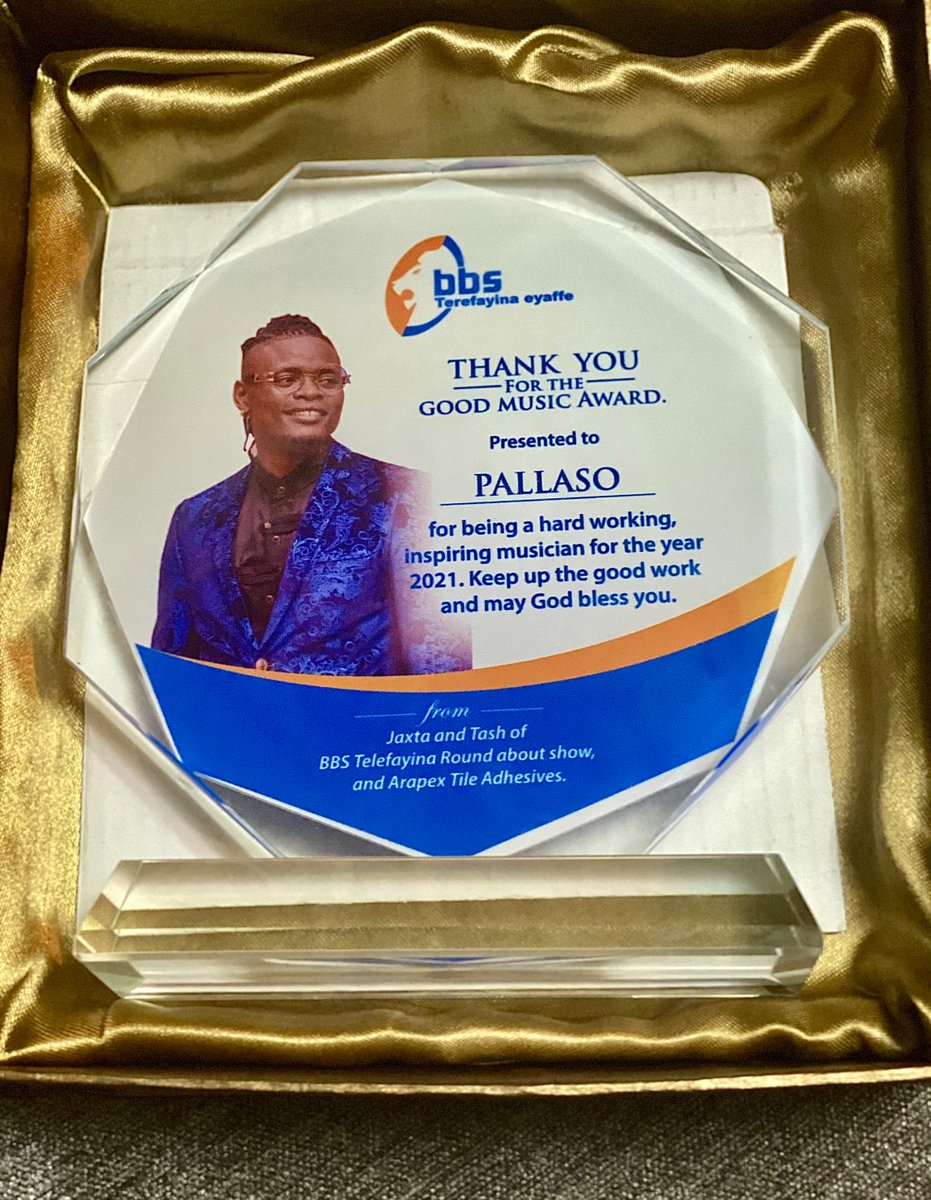 bbs
Terefayina eyaffe
THANK YOU
FOR THE
GOOD MUSIC AWARD.
Presented to
PALLASO
for being a hard working,
inspiring musician for the year
2021. Keep up the good work
and may God bless you.
from
Jaxta and Tash of
BBS Telefayina Round about show,
and Arapex Tile Adhesives.